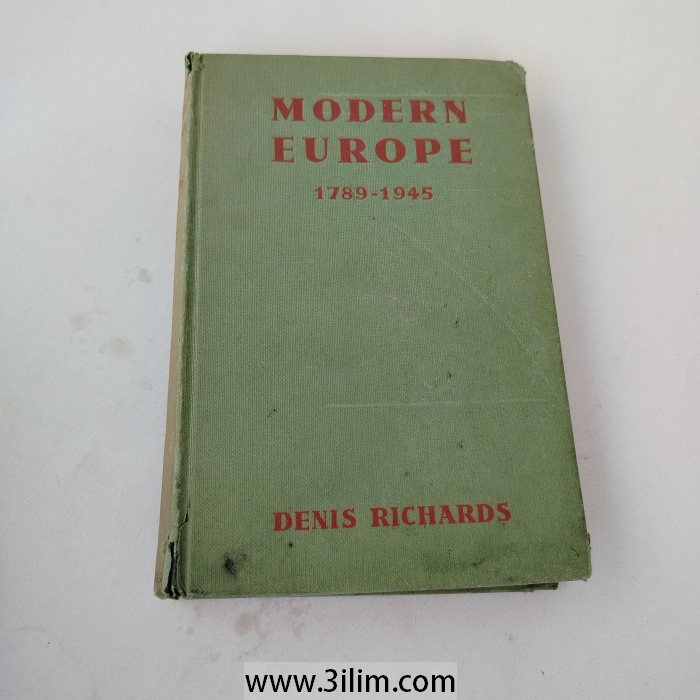 MODERN
EUROPE
1789-1945
DENIS RICHARDS
www.3ilim.com